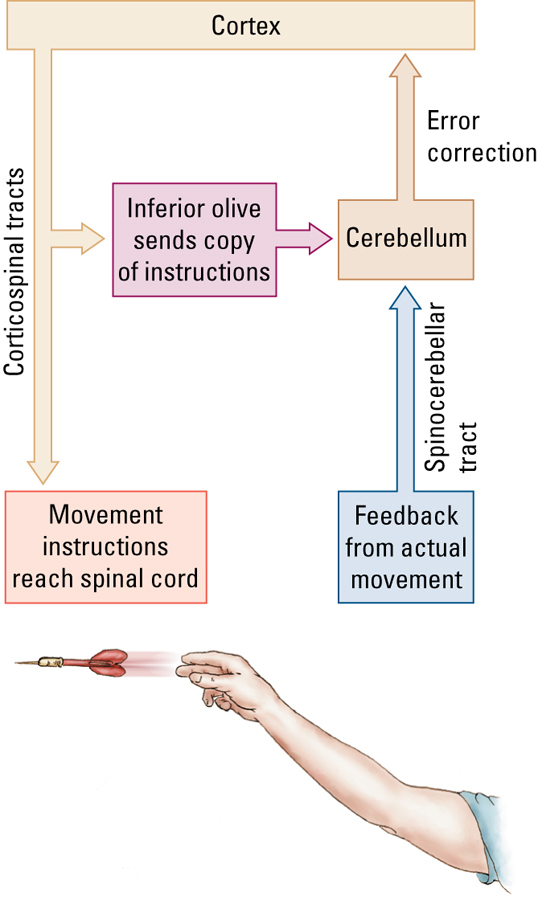 Cortex
Error
correction
Corticospinal tracts
Inferior olive
sends copy
of instructions
Cerebellum
Spinocerebellar
tract
Movement
instructions
reach spinal cord
Feedback
from actual
movement